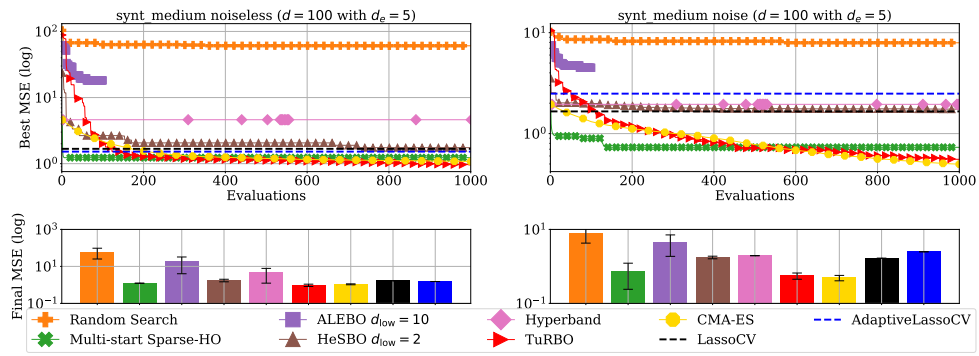 synt_medium noiseless (d = 100 with d_e = 5)
synt_medium noise (d = 100 with d_e = 5)
Best MSE (log)
10^2
10^1
10^0
0 200 400 600 800 1000
Evaluations
10^1
10^0
0 200 400 600 800 1000
Evaluations
Final MSE (log)
10^3
10^1
10^-1
10^1
10^-1
Random Search
ALEBO d_low = 10
Hyperband
CMA-ES
AdaptiveLassoCV
Multi-start Sparse-HO
HeSBO d_low = 2
TuRBO
LassoCV